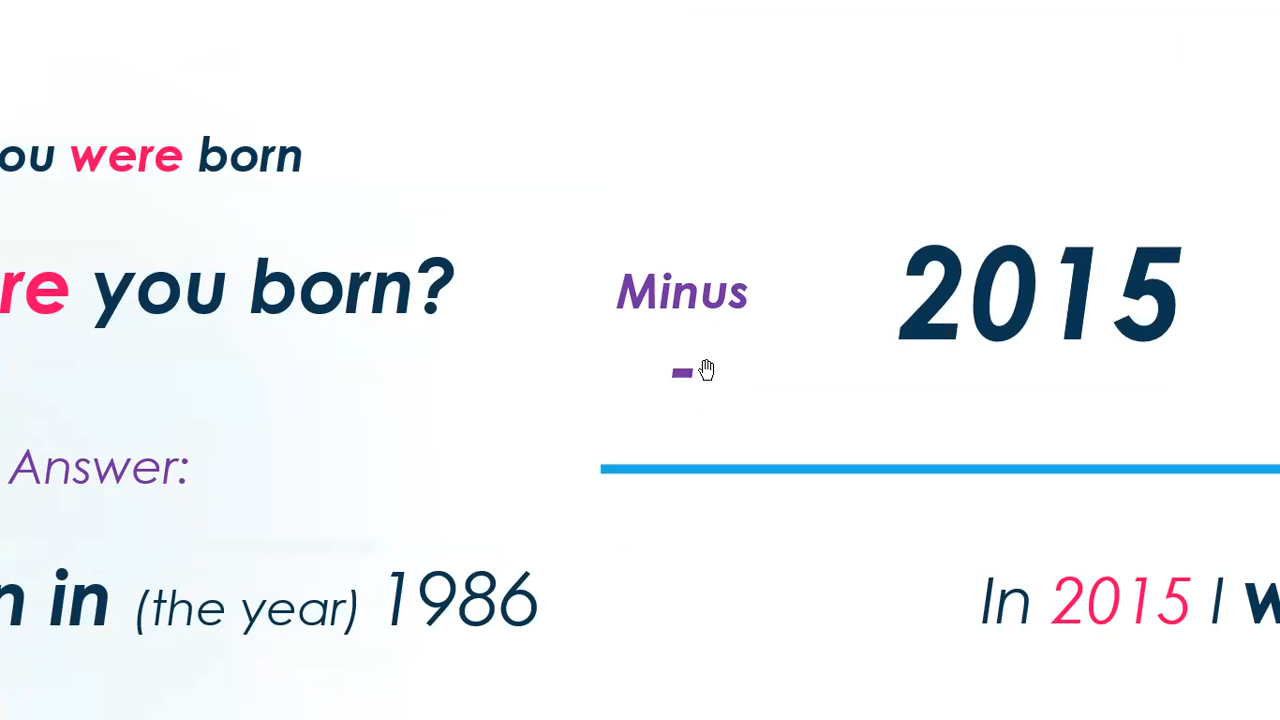 ou were born
re you born?
Answer:
n in (the year) 1986
Minus
-
2015
In 2015 I w